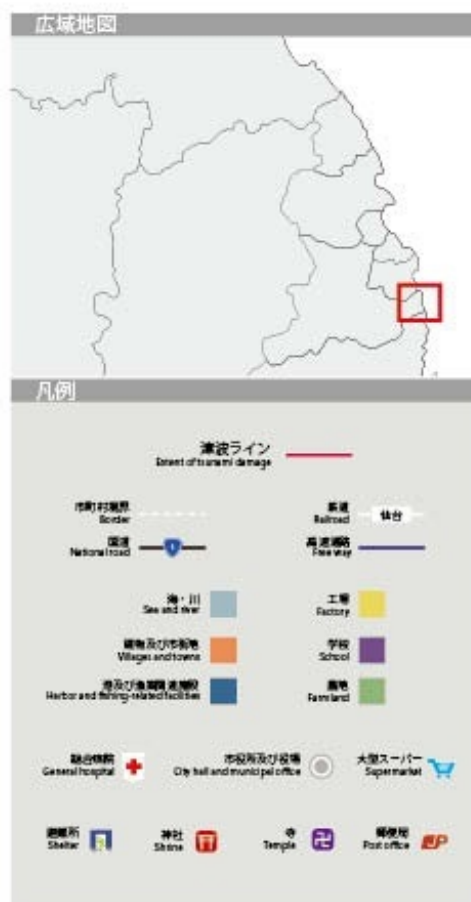 広域地図
凡例
津波ライン
Extent of tsunami damage
市町村境界
Border
鉄道
Railroad
仙台
国道
National road
高速道路
Free way
海・川
Sea and river
工場
Factory
建物及び市街地
Villages and towns
学校
School
港及び漁業関連施設
Harbor and fishing-related facilities
農地
Farm land
総合病院
General hospital
市役所及び役場
City hall and municipal office
大型スーパー
Supermarket
避難所
Shelter
神社
Shrine
寺
Temple
郵便局
Post office